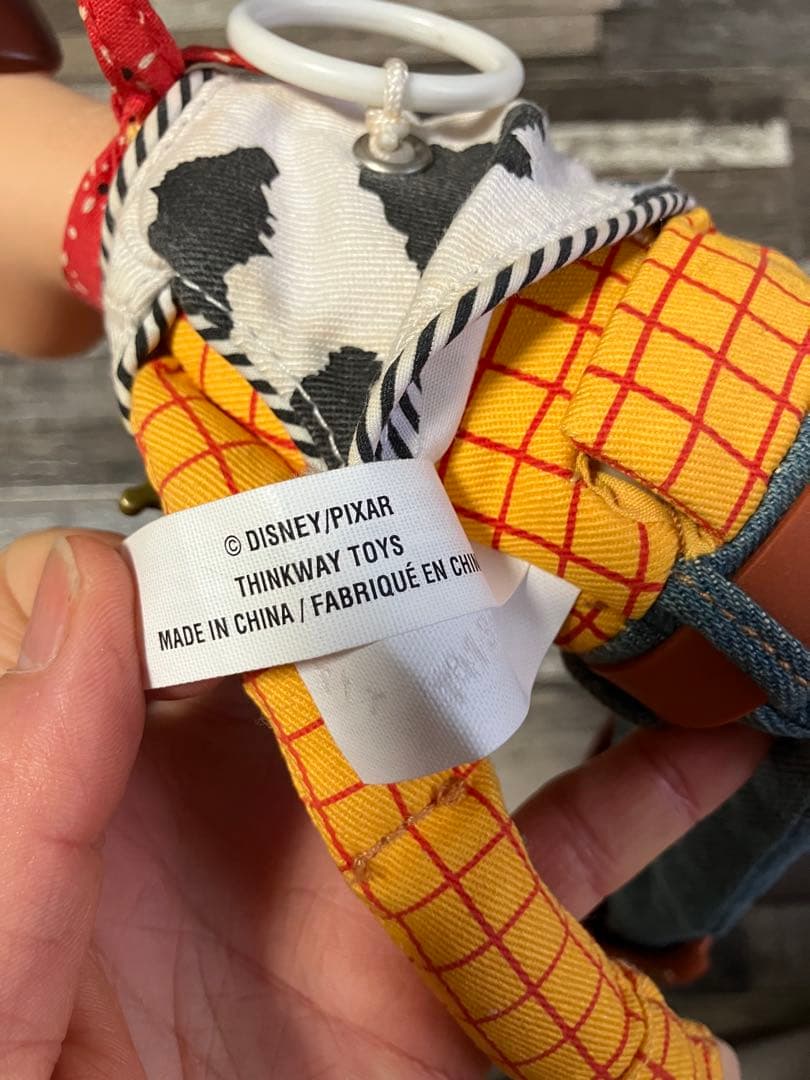 © DISNEY/PIXAR
THINKWAY TOYS
MADE IN CHINA / FABRIQUÉ EN CHIN